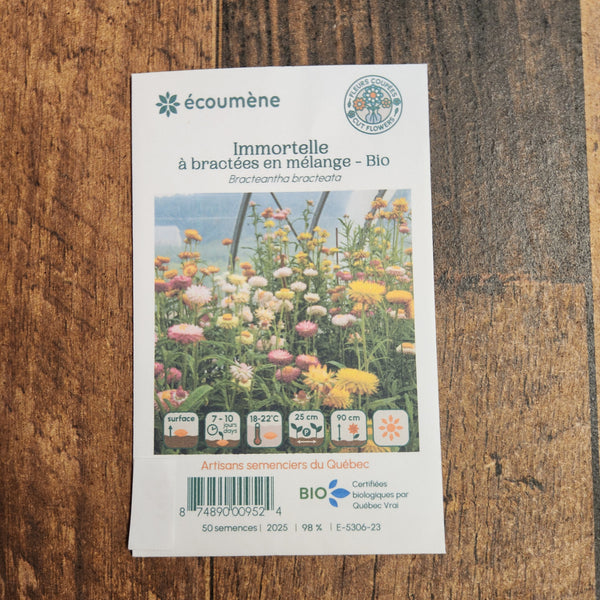 écoumène
FLEURS COUPÉES
CUT FLOWERS
Immortelle
à bractées en mélange - Bio
Bracteantha bracteata
surface
7 - 10
jours
days
18-22°C
25 cm
P
90 cm
Artisans semenciers du Québec
BIO
Certifiées
biologiques par
Québec Vrai
8 74890 00952 4
50 semences | 2025 | 98 % | E-5306-23